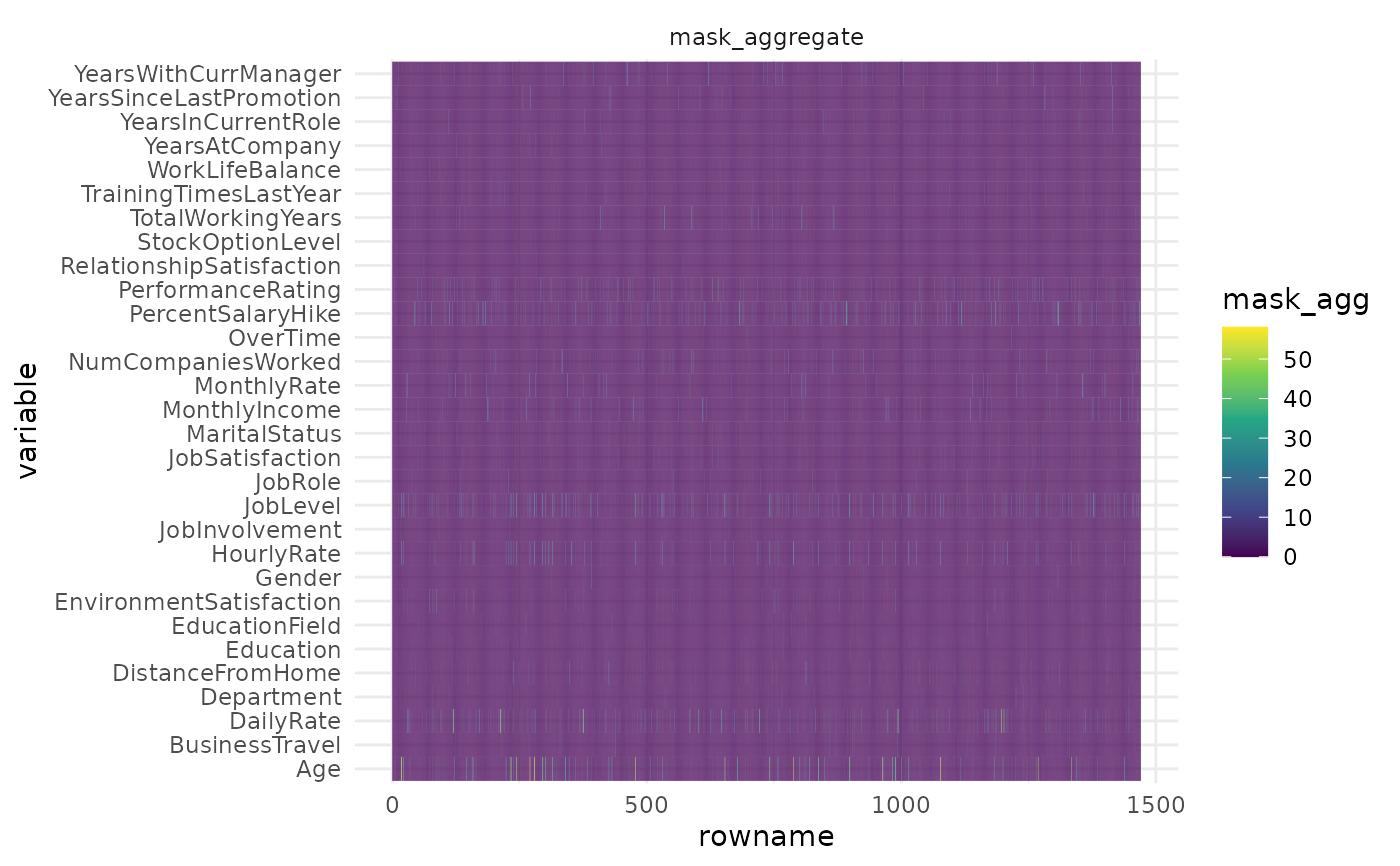 mask_aggregate
variable
YearsWithCurrManager
YearsSinceLastPromotion
YearsInCurrentRole
YearsAtCompany
WorkLifeBalance
TrainingTimesLastYear
TotalWorkingYears
StockOptionLevel
RelationshipSatisfaction
PerformanceRating
PercentSalaryHike
OverTime
NumCompaniesWorked
MonthlyRate
MonthlyIncome
MaritalStatus
JobSatisfaction
JobRole
JobLevel
JobInvolvement
HourlyRate
Gender
EnvironmentSatisfaction
EducationField
Education
DistanceFromHome
Department
DailyRate
BusinessTravel
Age
0 500 1000 1500
rowname
mask_agg
50
40
30
20
10
0